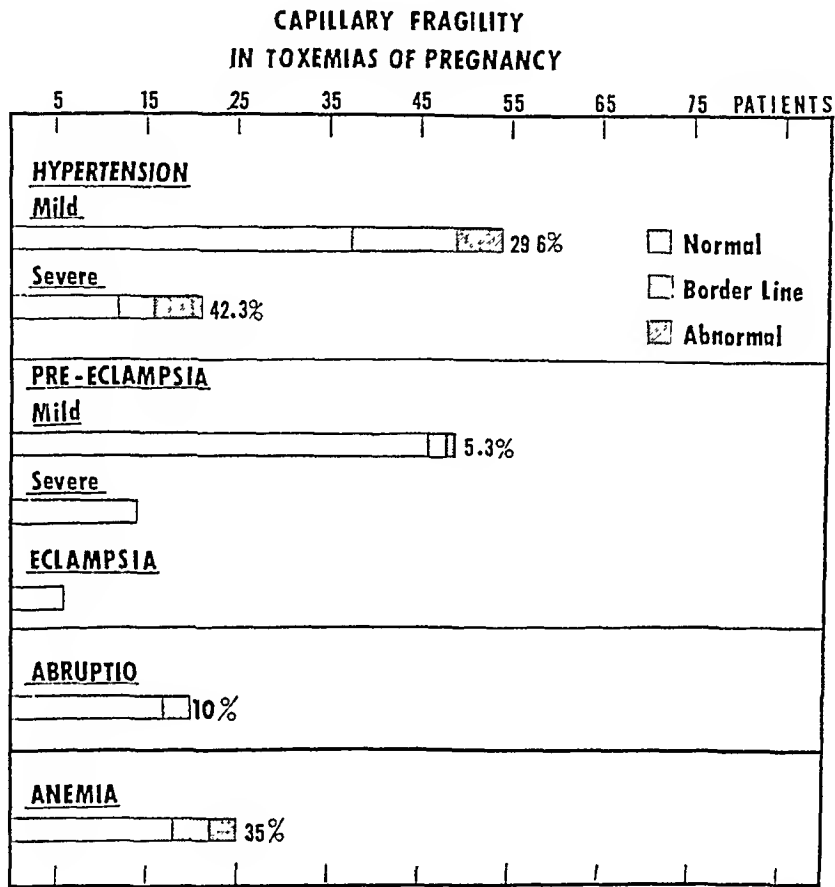 CAPILLARY FRAGILITY
IN TOXEMIAS OF PREGNANCY
5 15 25 35 45 55 65 75 PATIENTS
HYPERTENSION
Mild
29 6%
Normal
Severe
42.3%
Border Line
Abnormal
PRE-ECLAMPSIA
Mild
5.3%
Severe
ECLAMPSIA
ABRUPTIO
10%
ANEMIA
35%